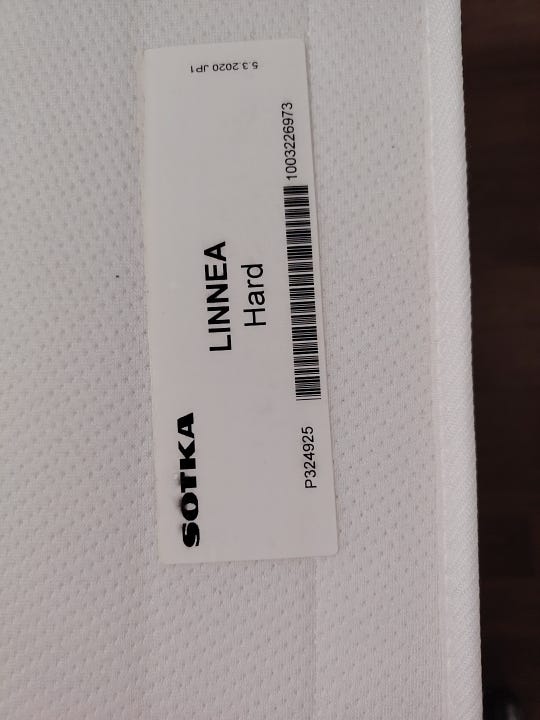 SOTKA
LINNEA
Hard
P324925 1003226973
5.3.2020 JP1